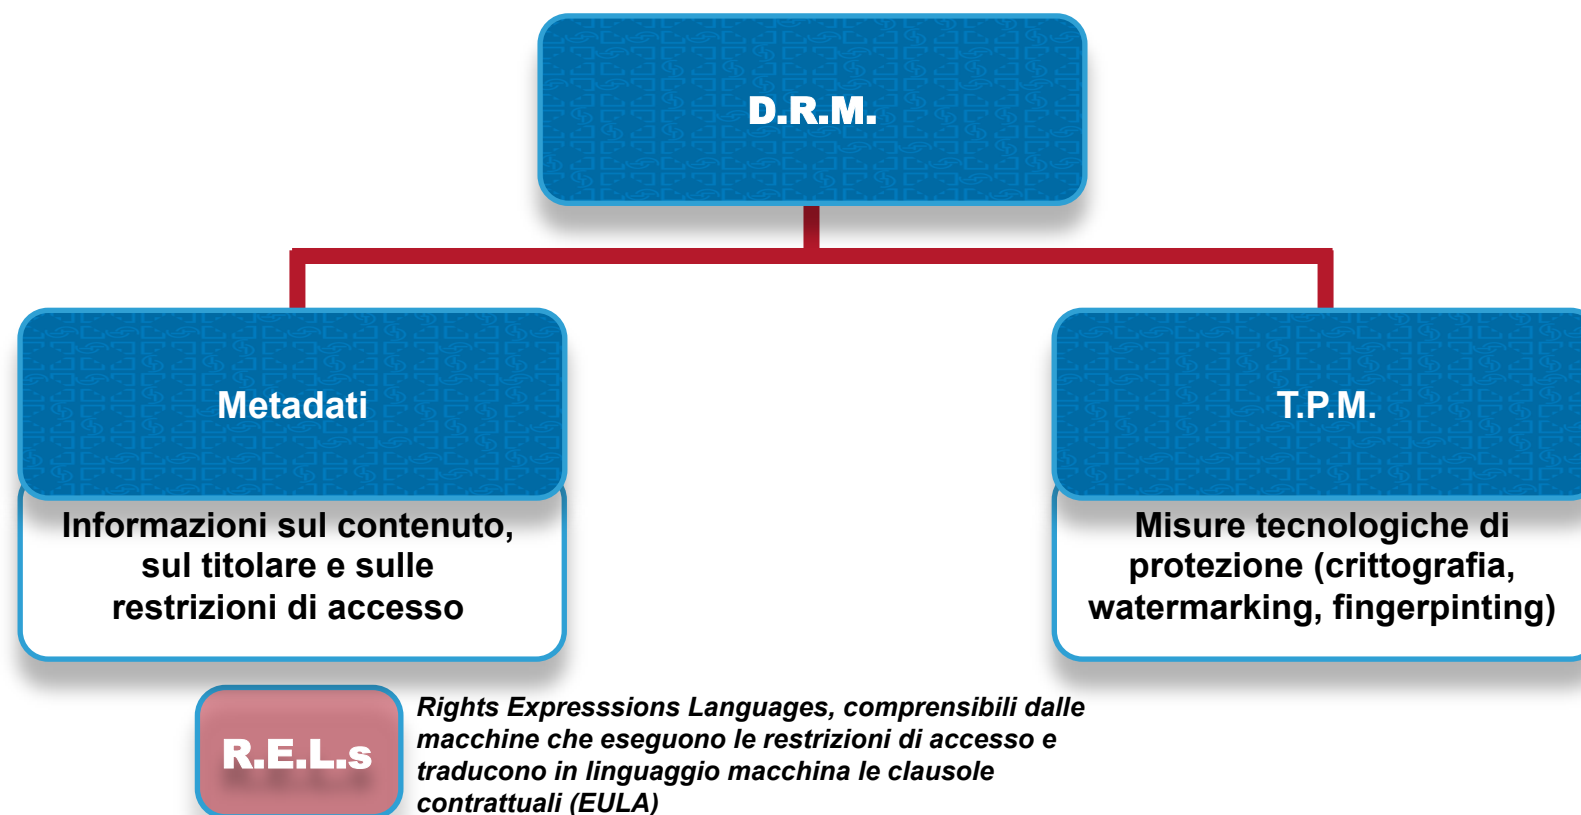 D.R.M.
Metadati
Informazioni sul contenuto,
sul titolare e sulle
restrizioni di accesso
T.P.M.
Misure tecnologiche di
protezione (crittografia,
watermarking, fingerpinting)
R.E.L.s
Rights Expresssions Languages, comprensibili dalle
macchine che eseguono le restrizioni di accesso e
traducono in linguaggio macchina le clausole
contrattuali (EULA)